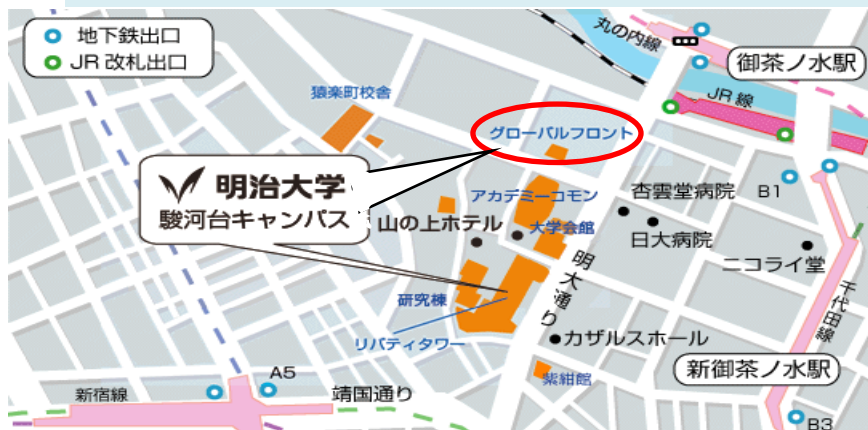 地下鉄出口
JR改札出口
丸の内線
御茶ノ水駅
JR線
猿楽町校舎
グローバルフロント
明治大学
駿河台キャンパス
アカデミーコモン
杏雲堂病院
B1
山の上ホテル
大学会館
日大病院
ニコライ堂
明大通り
千代田線
研究棟
リバティタワー
カザルスホール
紫紺館
新御茶ノ水駅
A5
新宿線
靖国通り
B3